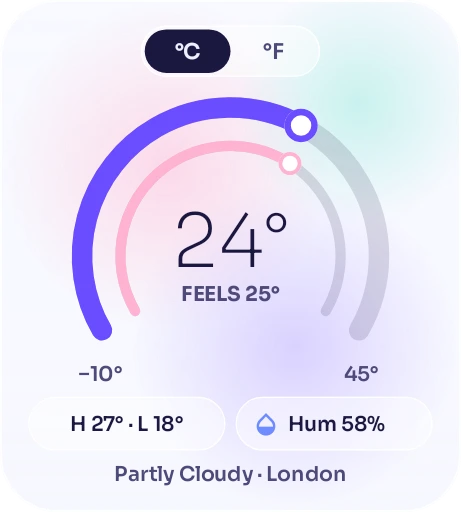 °C °F
24°
FEELS 25°
−10° 45°
H 27° · L 18° Hum 58%
Partly Cloudy · London